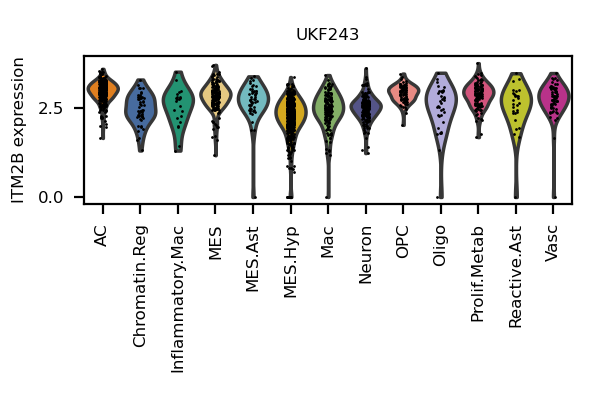 UKF243
ITM2B expression
2.5
0.0
AC
Chromatin.Reg
Inflammatory.Mac
MES
MES.Ast
MES.Hyp
Mac
Neuron
OPC
Oligo
Prolif.Metab
Reactive.Ast
Vasc